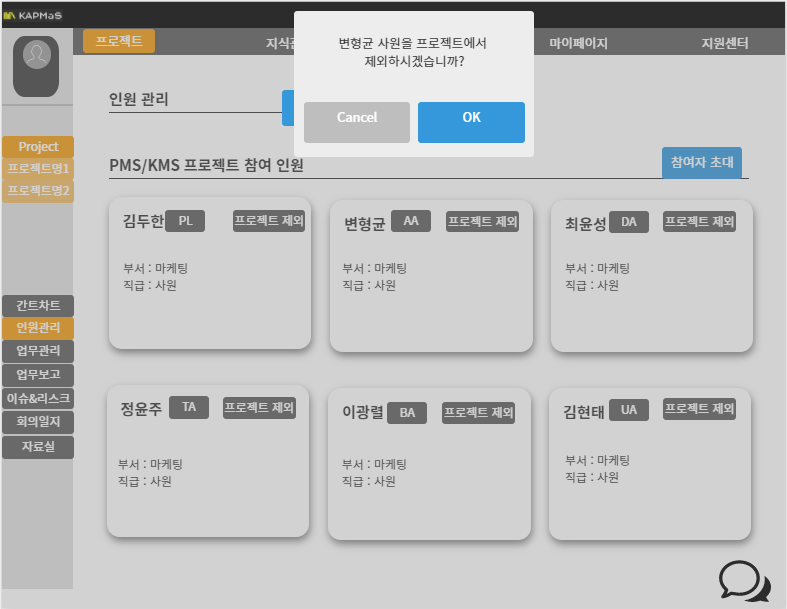 KAPMaS
프로젝트
마이페이지
지원센터
변형균 사원을 프로젝트에서
제외하시겠습니까?
Cancel
OK
인원 관리
PMS/KMS 프로젝트 참여 인원
참여자 초대
Project
프로젝트명1
프로젝트명2
간트차트
인원관리
업무관리
업무보고
이슈&리스크
회의일지
자료실
김두한
PL
프로젝트 제외
부서 : 마케팅
직급 : 사원
변형균
AA
프로젝트 제외
부서 : 마케팅
직급 : 사원
최윤성
DA
프로젝트 제외
부서 : 마케팅
직급 : 사원
정윤주
TA
프로젝트 제외
부서 : 마케팅
직급 : 사원
이광렬
BA
프로젝트 제외
부서 : 마케팅
직급 : 사원
김현태
UA
프로젝트 제외
부서 : 마케팅
직급 : 사원